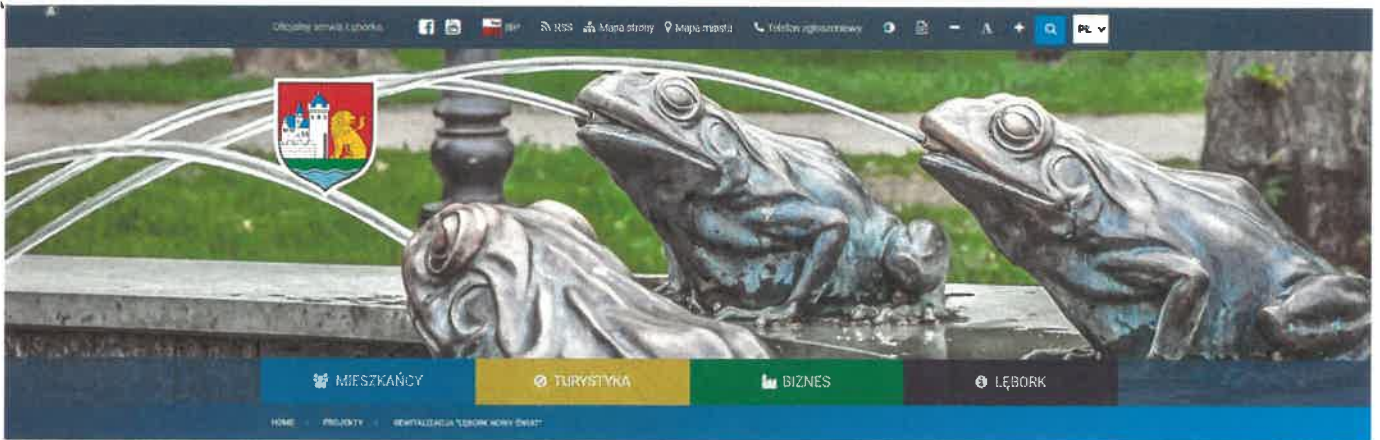 Oficjalny serwis Lęborka BIP RSS Mapa strony Mapa miasta Telefon zgłoszeniowy A PL
MIESZKAŃCY TURYSTYKA BIZNES LĘBORK
HOME PROJEKTY REWITALIZACJA "LĘBORK NOWY ŚWIAT"